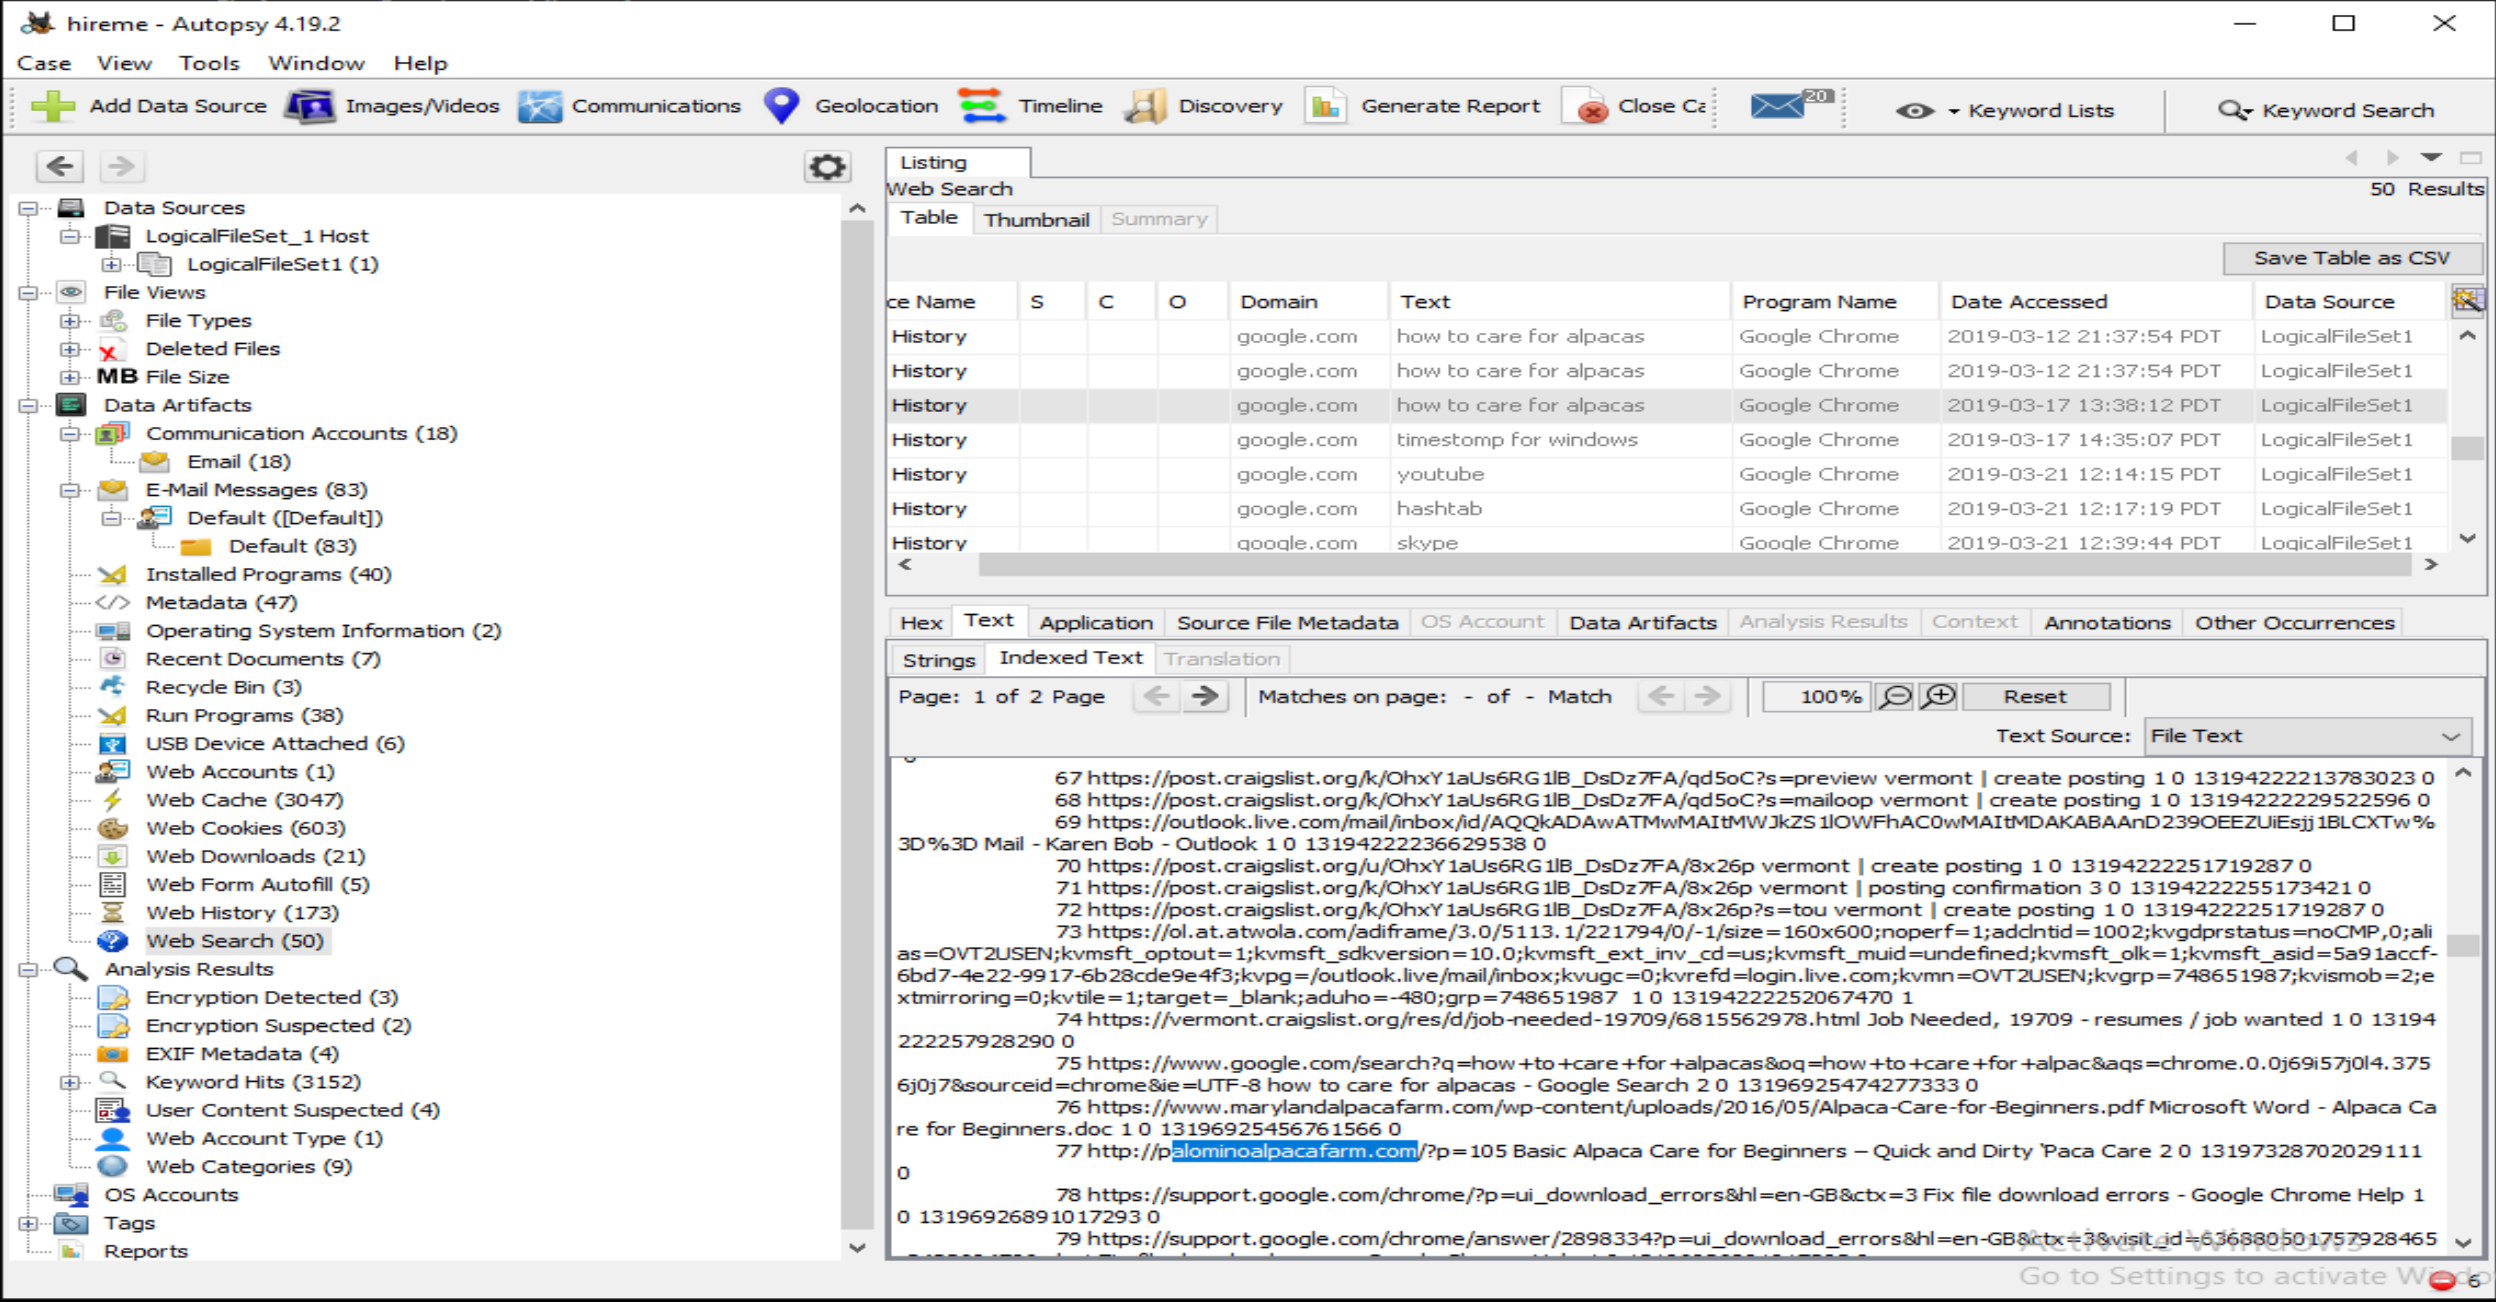 hireme - Autopsy 4.19.2
Case View Tools Window Help
Add Data Source Images/Videos Communications Geolocation Timeline Discovery Generate Report Close Ca 20 Keyword Lists Keyword Search
Data Sources
LogicalFileSet_1 Host
LogicalFileSet1 (1)
File Views
File Types
Deleted Files
MB File Size
Data Artifacts
Communication Accounts (18)
Email (18)
E-Mail Messages (83)
Default ([Default])
Default (83)
Installed Programs (40)
Metadata (47)
Operating System Information (2)
Recent Documents (7)
Recycle Bin (3)
Run Programs (38)
USB Device Attached (6)
Web Accounts (1)
Web Cache (3047)
Web Cookies (603)
Web Downloads (21)
Web Form Autofill (5)
Web History (173)
Web Search (50)
Analysis Results
Encryption Detected (3)
Encryption Suspected (2)
EXIF Metadata (4)
Keyword Hits (3152)
User Content Suspected (4)
Web Account Type (1)
Web Categories (9)
OS Accounts
Tags
Reports
Listing
Web Search 50 Results
Table Thumbnail Summary
Save Table as CSV
ce Name S C O Domain Text Program Name Date Accessed Data Source
History google.com how to care for alpacas Google Chrome 2019-03-12 21:37:54 PDT LogicalFileSet1
History google.com how to care for alpacas Google Chrome 2019-03-12 21:37:54 PDT LogicalFileSet1
History google.com how to care for alpacas Google Chrome 2019-03-17 13:38:12 PDT LogicalFileSet1
History google.com timestomp for windows Google Chrome 2019-03-17 14:35:07 PDT LogicalFileSet1
History google.com youtube Google Chrome 2019-03-21 12:14:15 PDT LogicalFileSet1
History google.com hashtab Google Chrome 2019-03-21 12:17:19 PDT LogicalFileSet1
History google.com skype Google Chrome 2019-03-21 12:39:44 PDT LogicalFileSet1
Hex Text Application Source File Metadata OS Account Data Artifacts Analysis Results Context Annotations Other Occurrences
Strings Indexed Text Translation
Page: 1 of 2 Page Matches on page: - of - Match 100% Reset
Text Source: File Text
67 https://post.craigslist.org/k/OhxY1aUs6RG1lB_DsDz7FA/qd5oC?s=preview vermont | create posting 1 0 13194222213783023 0
68 https://post.craigslist.org/k/OhxY1aUs6RG1lB_DsDz7FA/qd5oC?s=mailoop vermont | create posting 1 0 13194222229522596 0
69 https://outlook.live.com/mail/inbox/id/AQQkADAwATMwMAItMWJkZS1lOWFhAC0wMAItMDAKABAAnD239OEEZUiEsjj1BLCXTw%
3D%3D Mail - Karen Bob - Outlook 1 0 13194222236629538 0
70 https://post.craigslist.org/u/OhxY1aUs6RG1lB_DsDz7FA/8x26p vermont | create posting 1 0 13194222251719287 0
71 https://post.craigslist.org/k/OhxY1aUs6RG1lB_DsDz7FA/8x26p vermont | posting confirmation 3 0 13194222255173421 0
72 https://post.craigslist.org/k/OhxY1aUs6RG1lB_DsDz7FA/8x26p?s=tou vermont | create posting 1 0 13194222251719287 0
73 https://ol.at.atwola.com/adiframe/3.0/5113.1/221794/0/-1/size=160x600;noperf=1;adclntid=1002;kvgdprstatus=noCMP,0;ali
as=OVT2USEN;kvmsft_optout=1;kvmsft_sdkversion=10.0;kvmsft_ext_inv_cd=us;kvmsft_muid=undefined;kvmsft_olk=1;kvmsft_asid=5a91accf-
6bd7-4e22-9917-6b28cde9e4f3;kvpg=/outlook.live/mail/inbox;kvugc=0;kvrefd=login.live.com;kvmn=OVT2USEN;kvgrp=748651987;kvismob=2;e
xtmirroring=0;kvtile=1;target=_blank;aduho=-480;grp=748651987 1 0 13194222252067470 1
74 https://vermont.craigslist.org/res/d/job-needed-19709/6815562978.html Job Needed, 19709 - resumes / job wanted 1 0 13194
222257928290 0
75 https://www.google.com/search?q=how+to+care+for+alpacas&oq=how+to+care+for+alpac&aqs=chrome.0.0j69i57j0l4.375
6j0j7&sourceid=chrome&ie=UTF-8 how to care for alpacas - Google Search 2 0 13196925474277333 0
76 https://www.marylandalpacafarm.com/wp-content/uploads/2016/05/Alpaca-Care-for-Beginners.pdf Microsoft Word - Alpaca Ca
re for Beginners.doc 1 0 13196925456761566 0
77 http://palominoalpacafarm.com/?p=105 Basic Alpaca Care for Beginners – Quick and Dirty 'Paca Care 2 0 13197328702029111
0
78 https://support.google.com/chrome/?p=ui_download_errors&hl=en-GB&ctx=3 Fix file download errors - Google Chrome Help 1
0 13196926891017293 0
79 https://support.google.com/chrome/answer/2898334?p=ui_download_errors&hl=en-GB&ctx=3&visit_id=636880501757928465
Activate Windows
Go to Settings to activate Windo
6